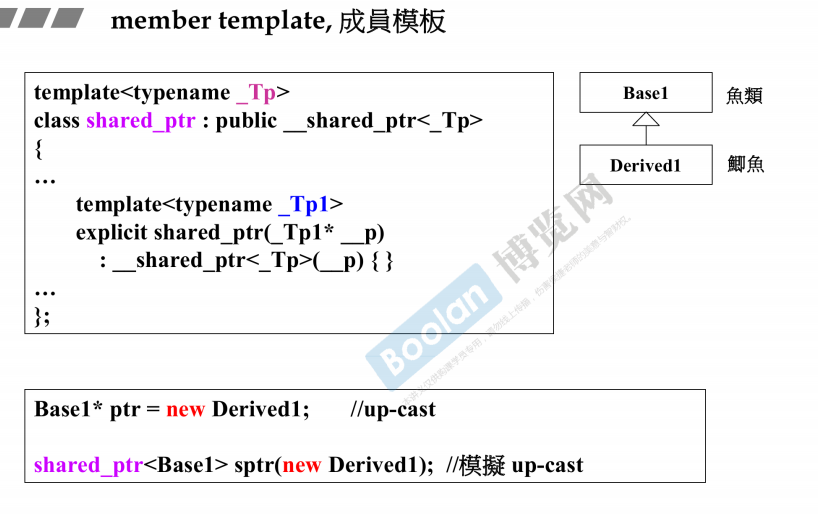 member template, 成員模板
template<typename _Tp>
class shared_ptr : public __shared_ptr<_Tp>
{
...
template<typename _Tp1>
explicit shared_ptr(_Tp1* __p)
: __shared_ptr<_Tp>(__p) { }
...
};
Base1
魚類
Derived1
鯽魚
Boolan 博览网
Base1* ptr = new Derived1; //up-cast
shared_ptr<Base1> sptr(new Derived1); //模擬 up-cast